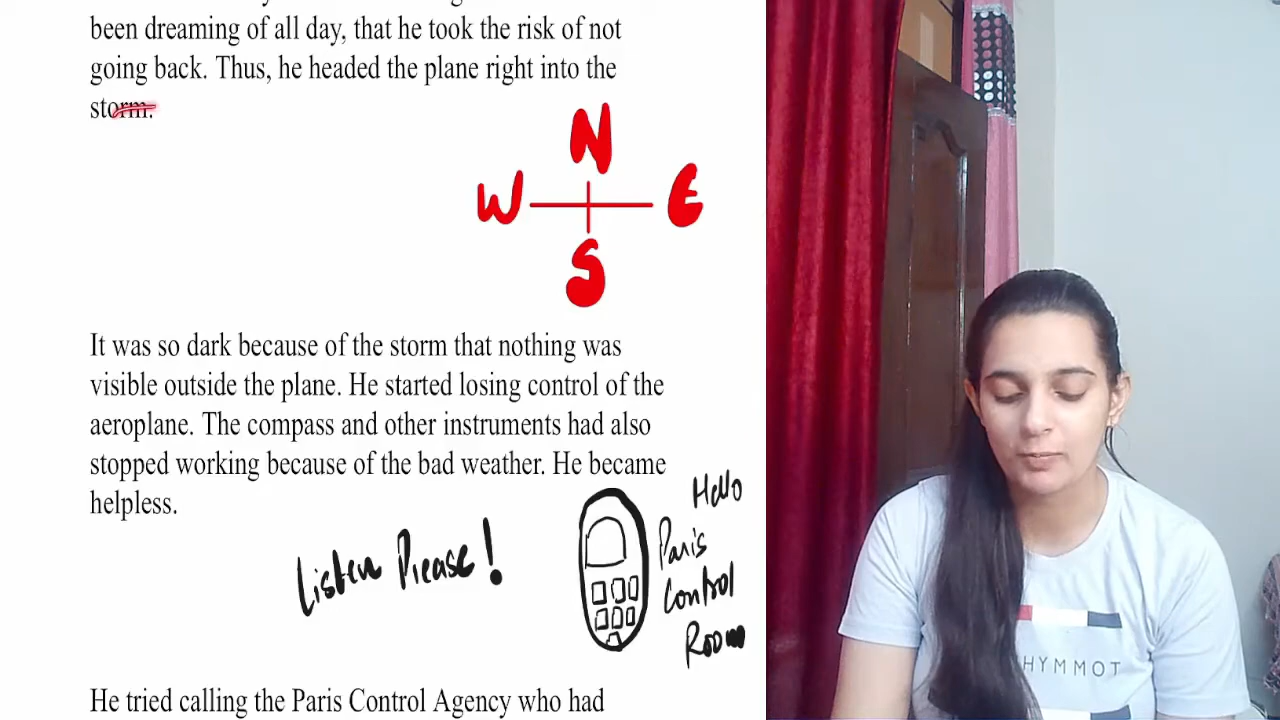 been dreaming of all day, that he took the risk of not
going back. Thus, he headed the plane right into the
storm.
N
W E
S
It was so dark because of the storm that nothing was
visible outside the plane. He started losing control of the
aeroplane. The compass and other instruments had also
stopped working because of the bad weather. He became
helpless.
Hello
Listen Please!
Paris
Control
Room
He tried calling the Paris Control Agency who had
HYMMOT